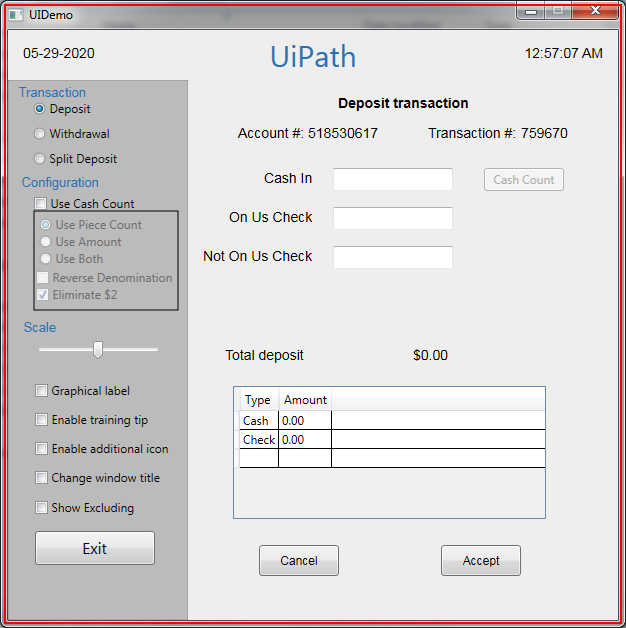 UIDemo
05-29-2020
UiPath
12:57:07 AM
Transaction
Deposit
Withdrawal
Split Deposit
Configuration
Use Cash Count
Use Piece Count
Use Amount
Use Both
Reverse Denomination
Eliminate $2
Scale
Graphical label
Enable training tip
Enable additional icon
Change window title
Show Excluding
Exit
Deposit transaction
Account #: 518530617 Transaction #: 759670
Cash In
Cash Count
On Us Check
Not On Us Check
Total deposit $0.00
Type Amount
Cash 0.00
Check 0.00
Cancel Accept